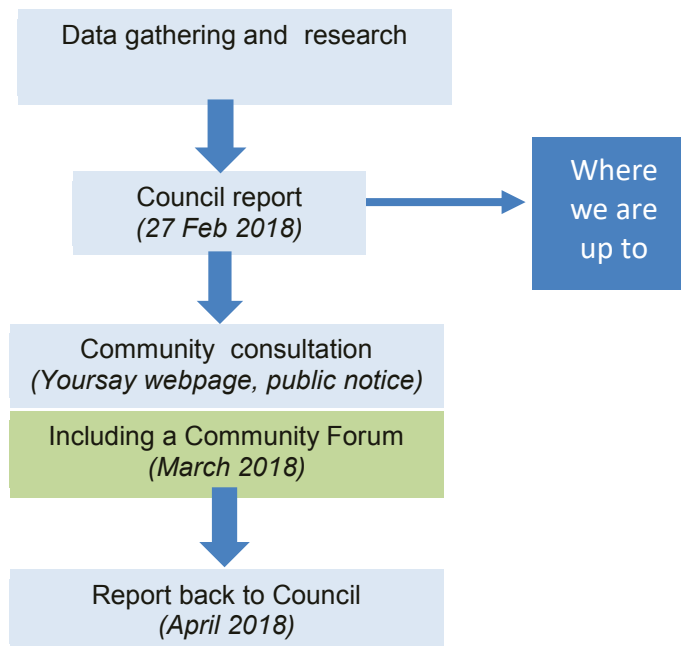 Data gathering and research
Council report
(27 Feb 2018)
Where
we are
up to
Community consultation
(Yoursay webpage, public notice)
Including a Community Forum
(March 2018)
Report back to Council
(April 2018)